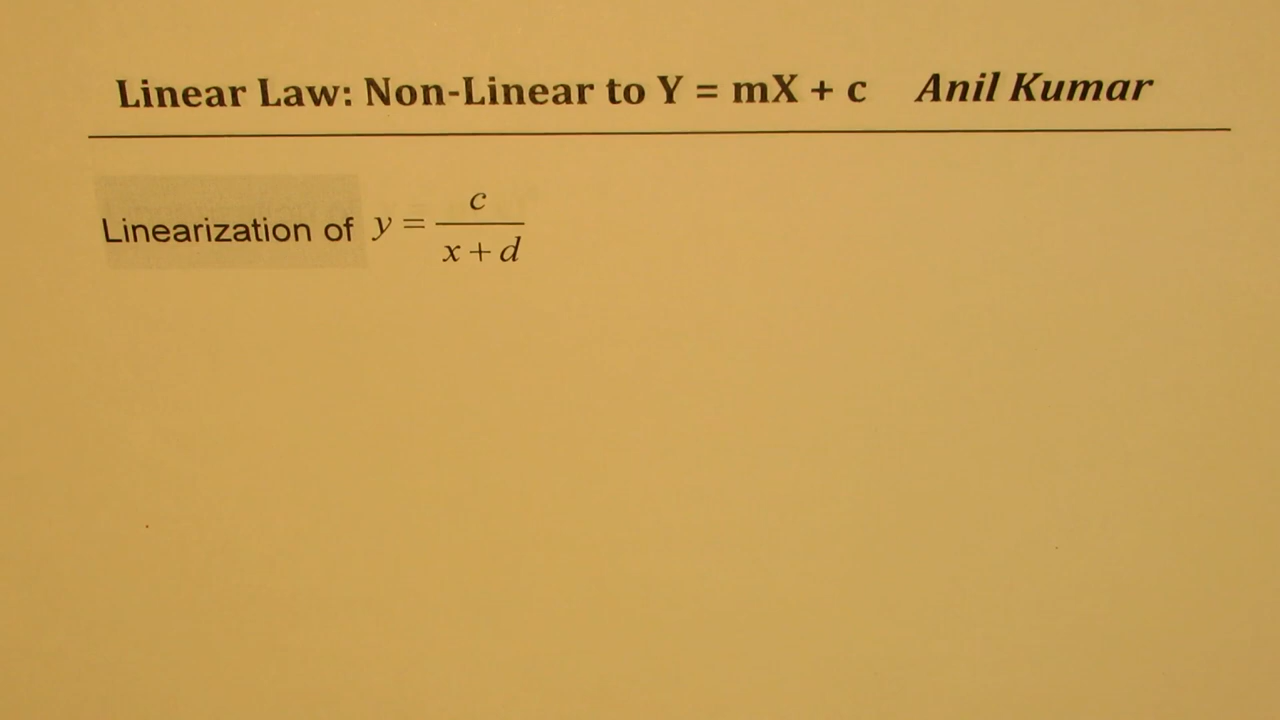 Linear Law: Non-Linear to Y = mX + c Anil Kumar
Linearization of y = c / (x + d)